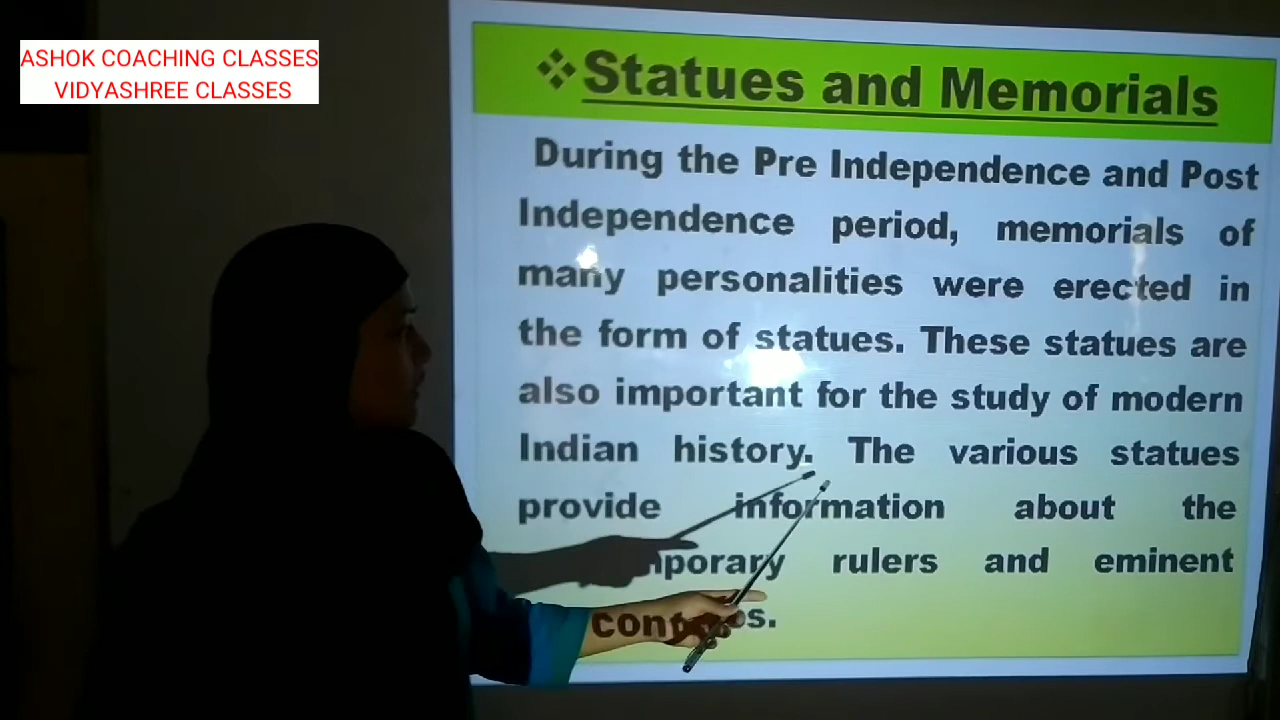 ASHOK COACHING CLASSES
VIDYASHREE CLASSES
❖Statues and Memorials
During the Pre Independence and Post
Independence period, memorials of
many personalities were erected in
the form of statues. These statues are
also important for the study of modern
Indian history. The various statues
provide information about the
rulers and eminent